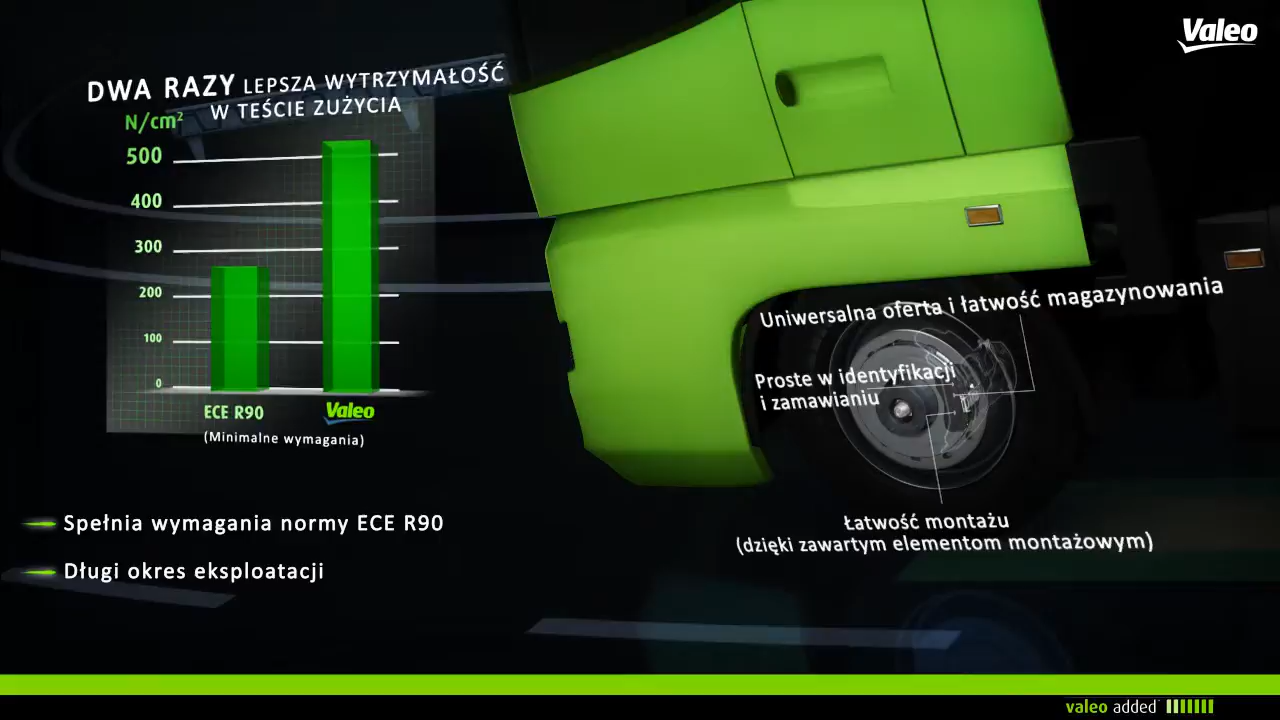 Valeo
DWA RAZY LEPSZA WYTRZYMAŁOŚĆ
W TEŚCIE ZUŻYCIA
N/cm²
500
400
300
200
100
0
ECE R90
Valeo
(Minimalne wymagania)
Uniwersalna oferta i łatwość magazynowania
Proste w identyfikacji
i zamawianiu
Łatwość montażu
(dzięki zawartym elementom montażowym)
Spełnia wymagania normy ECE R90
Długi okres eksploatacji
valeo added